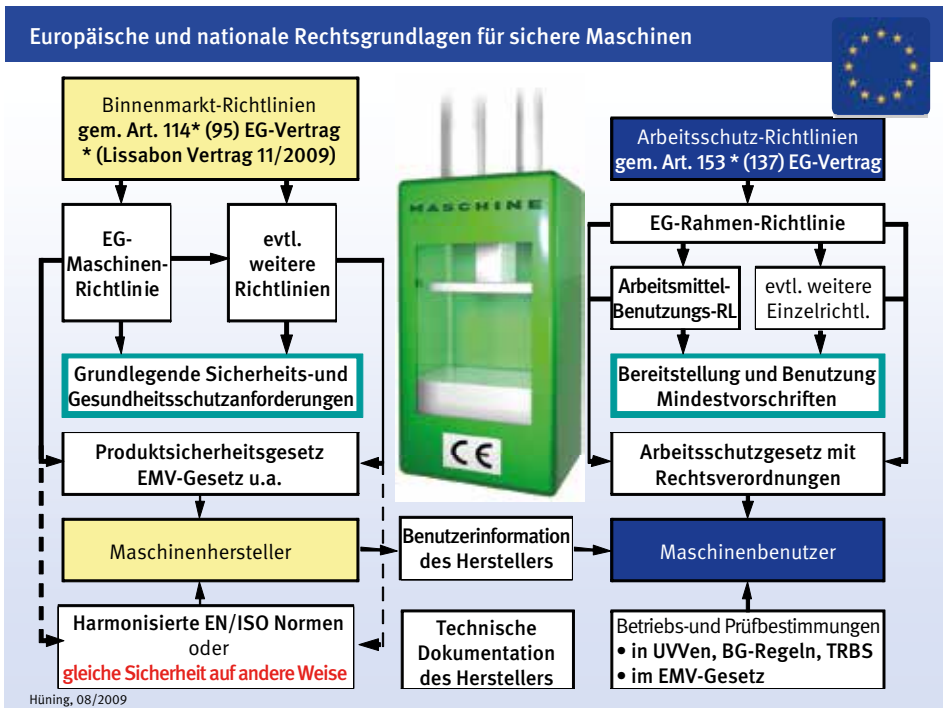 Europäische und nationale Rechtsgrundlagen für sichere Maschinen
Binnenmarkt-Richtlinien
gem. Art. 114* (95) EG-Vertrag
* (Lissabon Vertrag 11/2009)
Arbeitsschutz-Richtlinien
gem. Art. 153 * (137) EG-Vertrag
MASCHINE
EG-
Maschinen-
Richtlinie
evtl.
weitere
Richtlinien
EG-Rahmen-Richtlinie
Arbeitsmittel-
Benutzungs-RL
evtl. weitere
Einzelrichtl.
Grundlegende Sicherheits-und
Gesundheitsschutzanforderungen
Bereitstellung und Benutzung
Mindestvorschriften
CE
Produktsicherheitsgesetz
EMV-Gesetz u.a.
Arbeitsschutzgesetz mit
Rechtsverordnungen
Maschinenhersteller
Benutzerinformation
des Herstellers
Maschinenbenutzer
Harmonisierte EN/ISO Normen
oder
gleiche Sicherheit auf andere Weise
Technische
Dokumentation
des Herstellers
Betriebs-und Prüfbestimmungen
• in UVVen, BG-Regeln, TRBS
• im EMV-Gesetz
Hüning, 08/2009